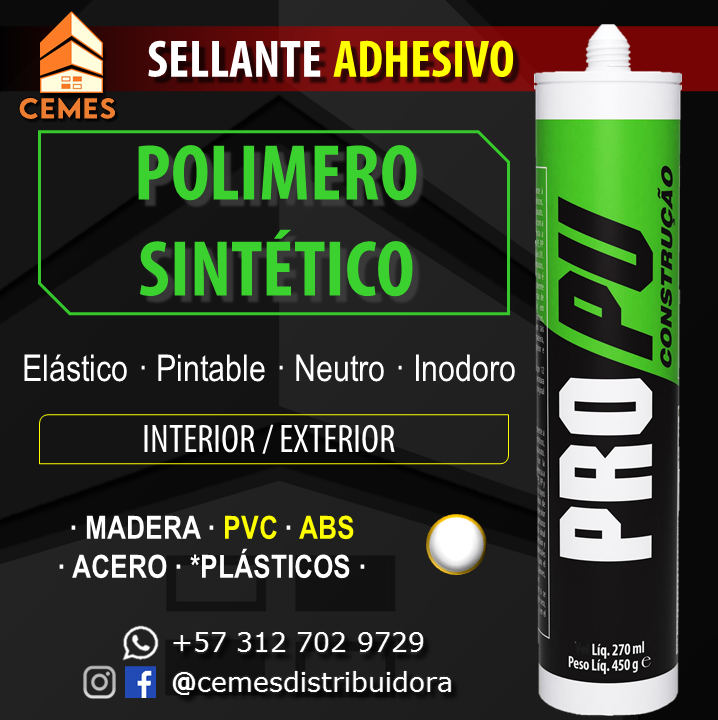 CEMES
SELLANTE ADHESIVO
POLIMERO
SINTÉTICO
Elástico · Pintable · Neutro · Inodoro
INTERIOR / EXTERIOR
· MADERA · PVC · ABS
· ACERO · *PLÁSTICOS ·
+57 312 702 9729
@cemesdistribuidora
PRO/PU
CONSTRUÇÃO
Líq. 270 ml
Peso Líq. 450 g e